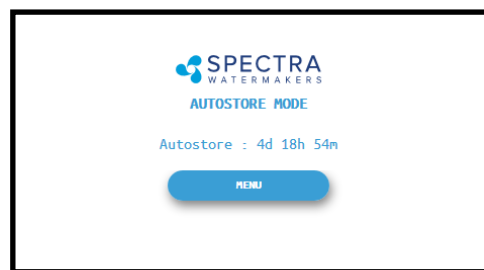 SPECTRA
WATERMAKERS
AUTOSTORE MODE
Autostore : 4d 18h 54m
MENU